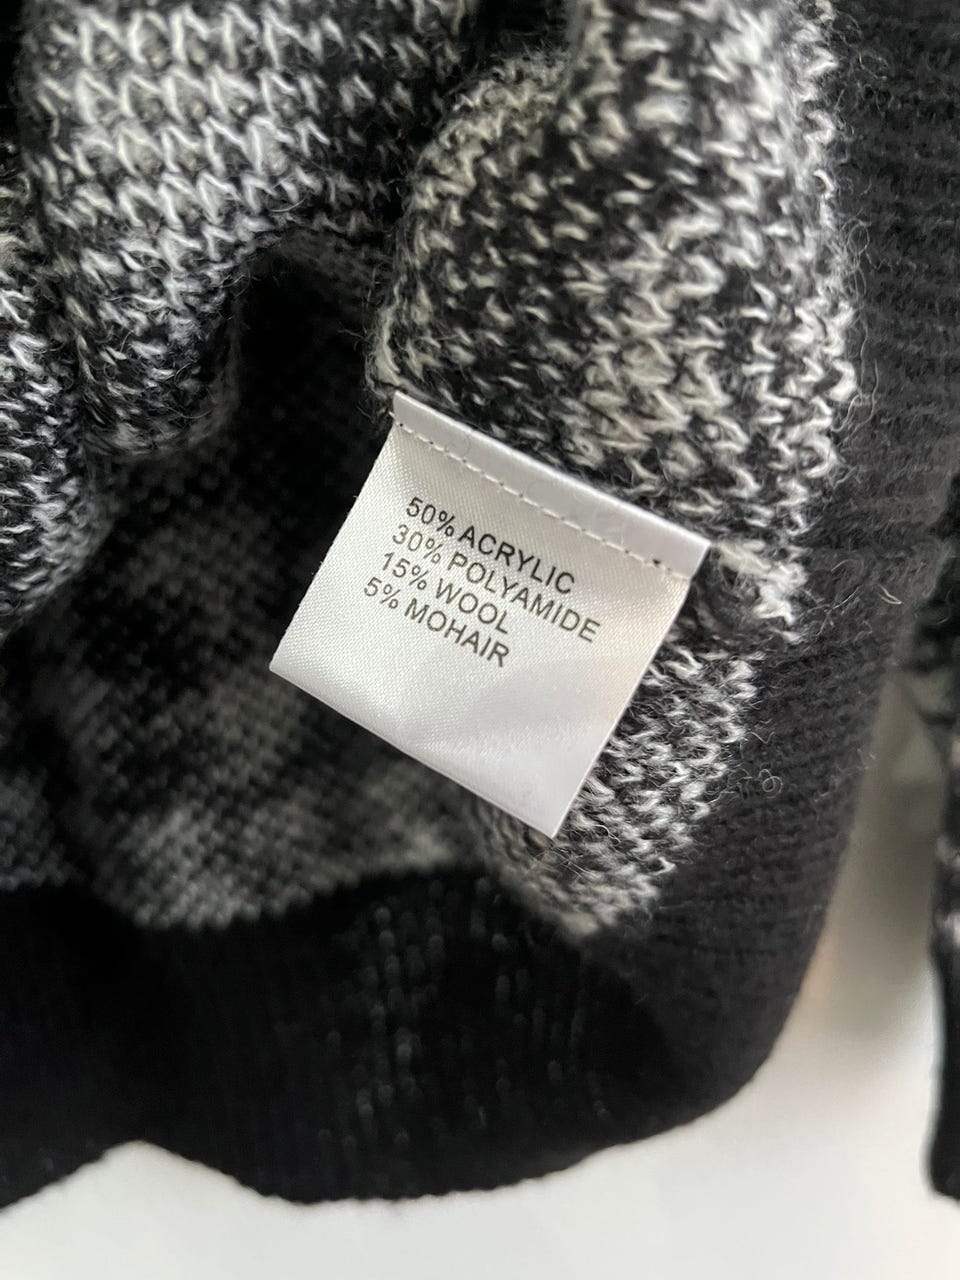 50% ACRYLIC
30% POLYAMIDE
15% WOOL
5% MOHAIR